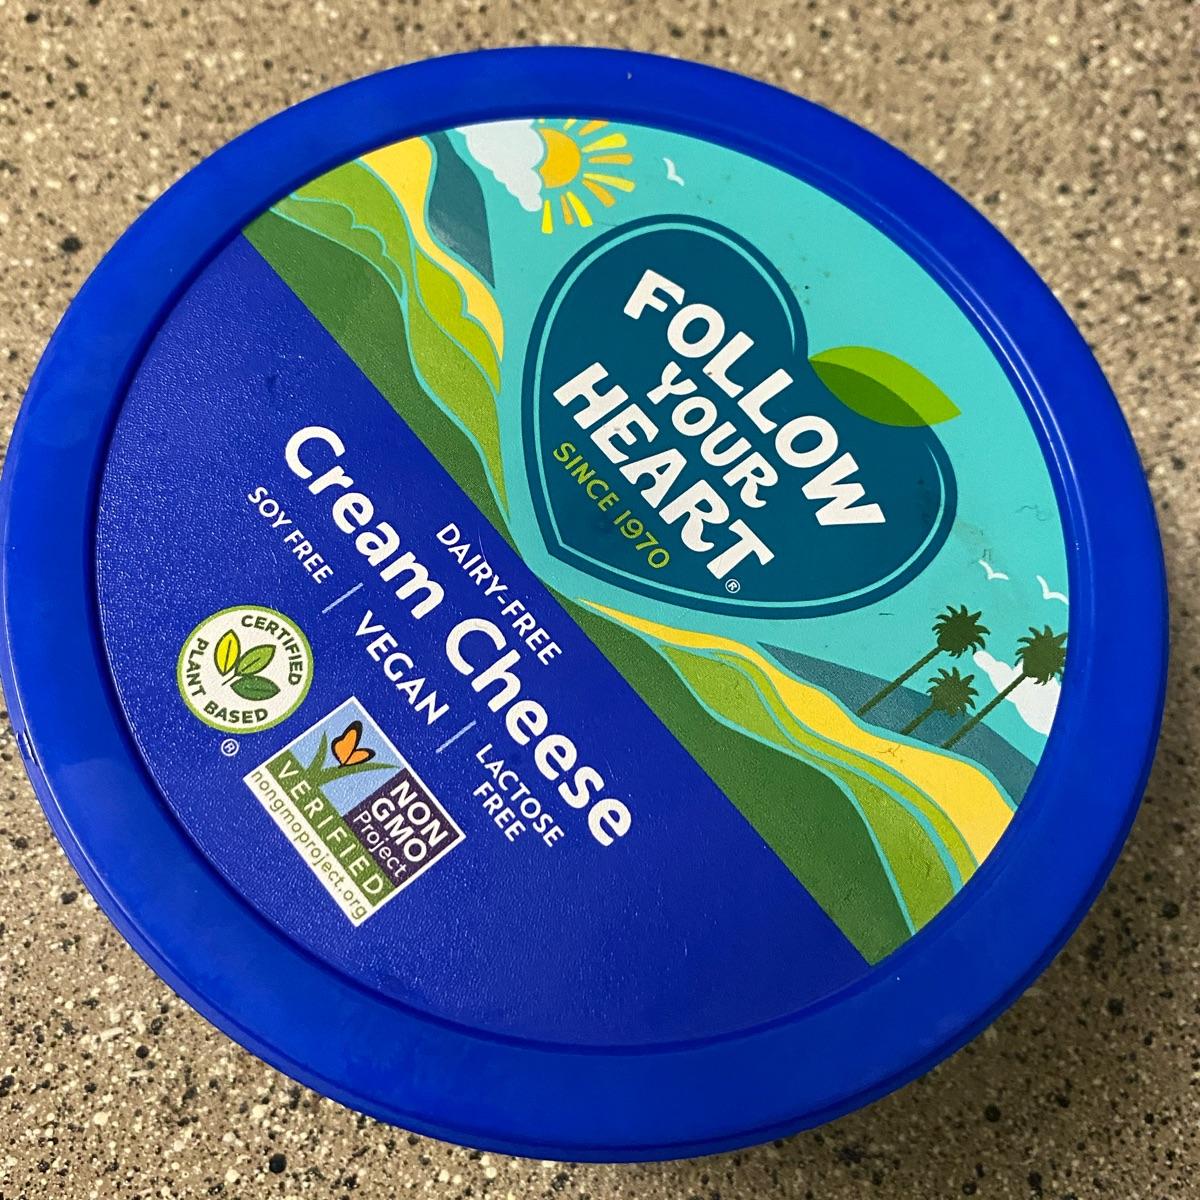 FOLLOW
YOUR
HEART®
SINCE 1970
DAIRY-FREE
Cream Cheese
SOY FREE | VEGAN | LACTOSE
FREE
CERTIFIED
PLANT
BASED
®
NON
GMO
Project
VERIFIED
nongmoproject.org